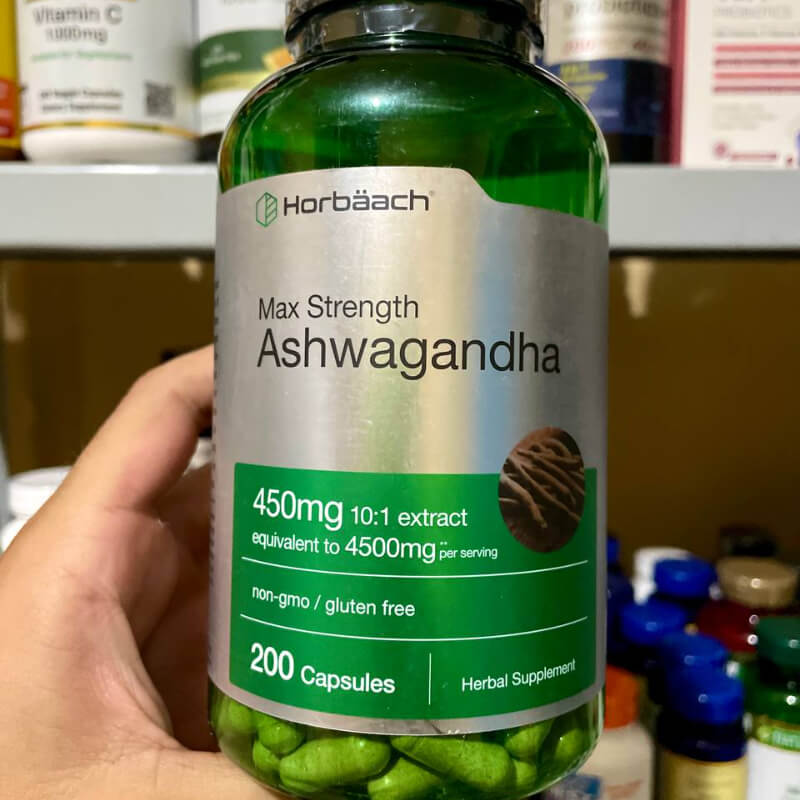 Vitamin C
1000mg
Horbäach®
Max Strength
Ashwagandha
450mg 10:1 extract
equivalent to 4500mg** per serving
non-gmo / gluten free
200 Capsules
Herbal Supplement